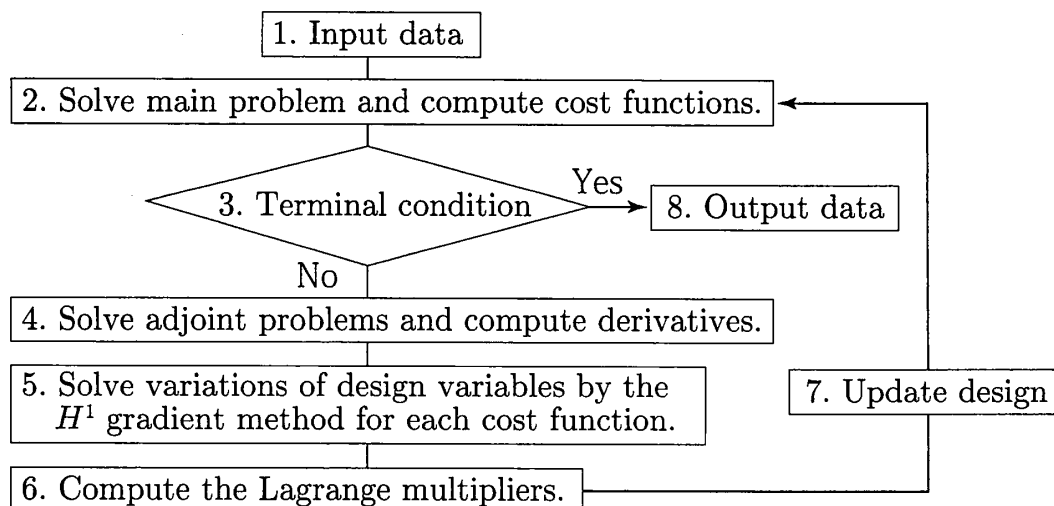 1. Input data
2. Solve main problem and compute cost functions.
3. Terminal condition
Yes
8. Output data
No
4. Solve adjoint problems and compute derivatives.
5. Solve variations of design variables by the
H¹ gradient method for each cost function.
7. Update design
6. Compute the Lagrange multipliers.